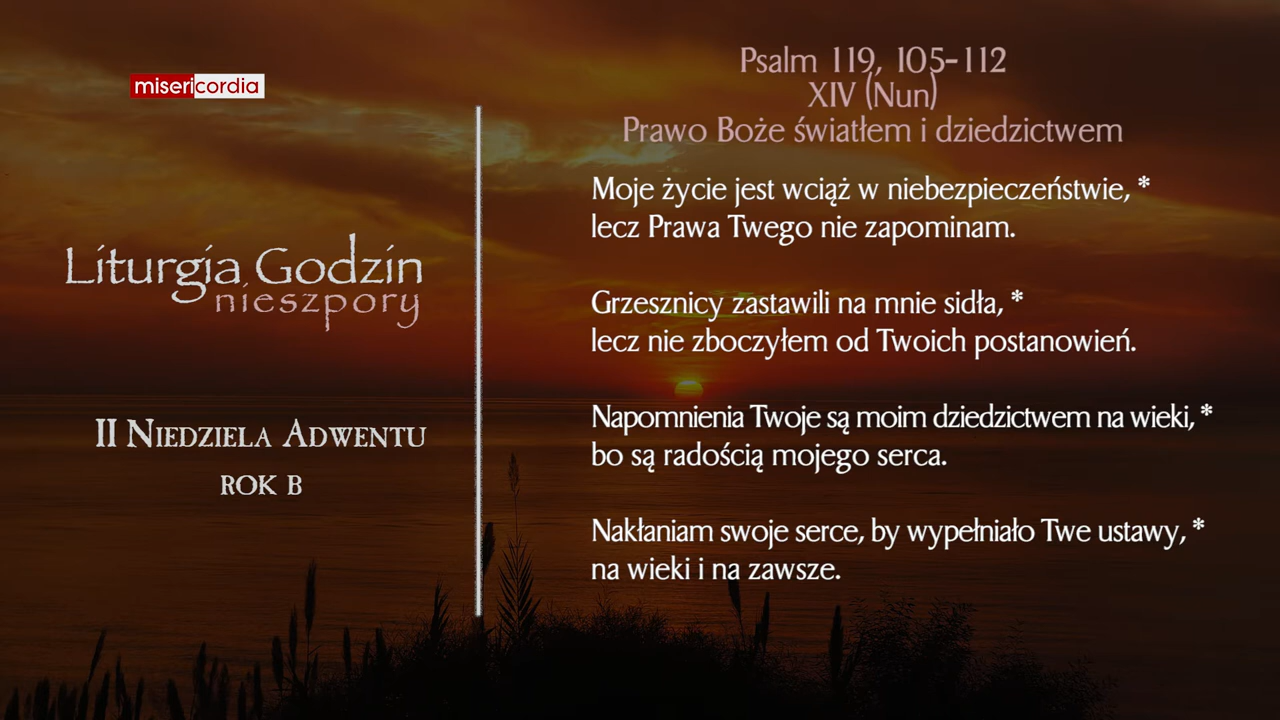 misericordia
Liturgia Godzin
nieszpory
II Niedziela Adwentu
rok B
Psalm 119, 105-112
XIV (Nun)
Prawo Boże światłem i dziedzictwem
Moje życie jest wciąż w niebezpieczeństwie, *
lecz Prawa Twego nie zapominam.
Grzesznicy zastawili na mnie sidła, *
lecz nie zboczyłem od Twoich postanowień.
Napomnienia Twoje są moim dziedzictwem na wieki, *
bo są radością mojego serca.
Nakłaniam swoje serce, by wypełniało Twe ustawy, *
na wieki i na zawsze.